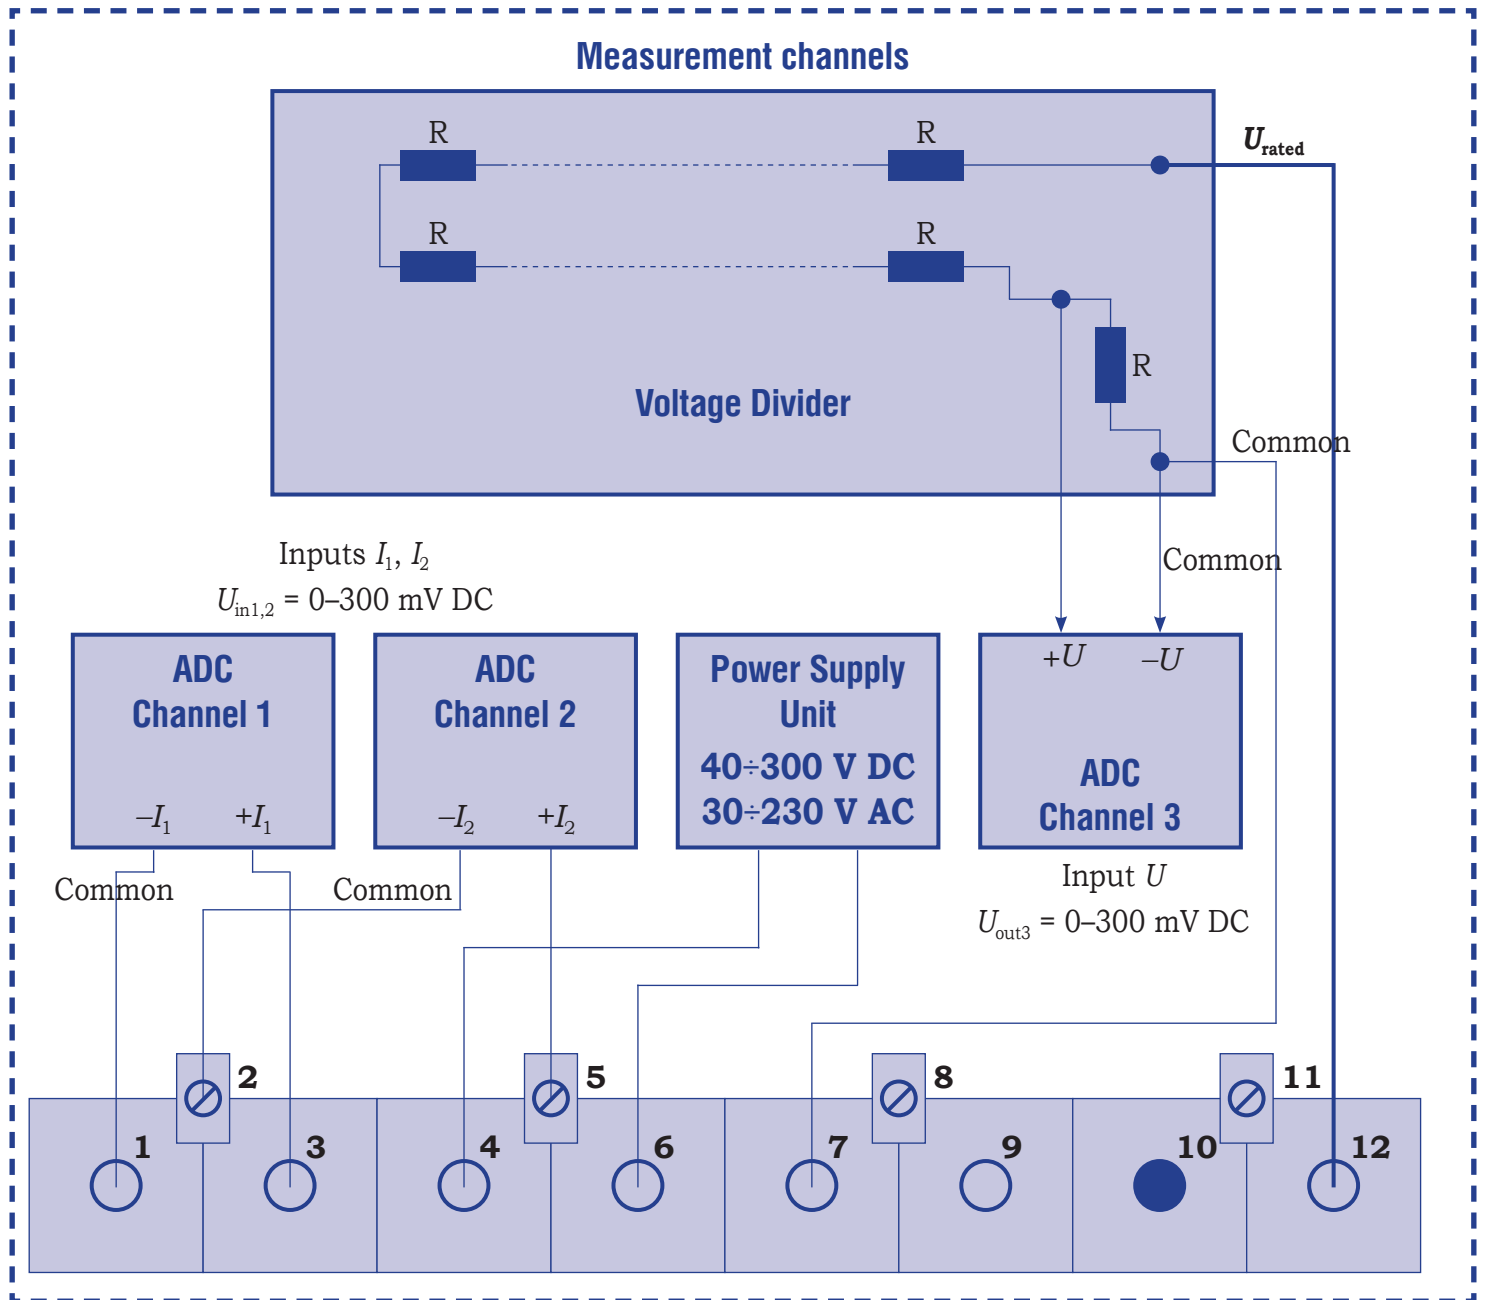 Measurement channels
R
R
U rated
R
R
R
Voltage Divider
Common
Inputs I1, I2
Common
Uin1,2 = 0–300 mV DC
ADC
Channel 1
–I1
+I1
ADC
Channel 2
–I2
+I2
Power Supply
Unit
40÷300 V DC
30÷230 V AC
+U
–U
ADC
Channel 3
Common
Common
Input U
Uout3 = 0–300 mV DC
2
5
8
11
1
3
4
6
7
9
10
12